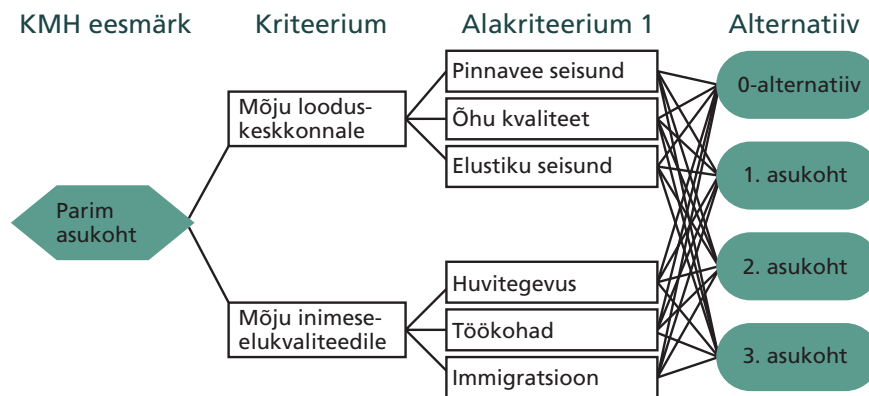 KMH eesmärk Kriteerium Alakriteerium 1 Alternatiiv
Parim
asukoht
Mõju loodus-
keskkonnale
Mõju inimese-
elukvaliteedile
Pinnavee seisund
Õhu kvaliteet
Elustiku seisund
Huvitegevus
Töökohad
Immigratsioon
0-alternatiiv
1. asukoht
2. asukoht
3. asukoht